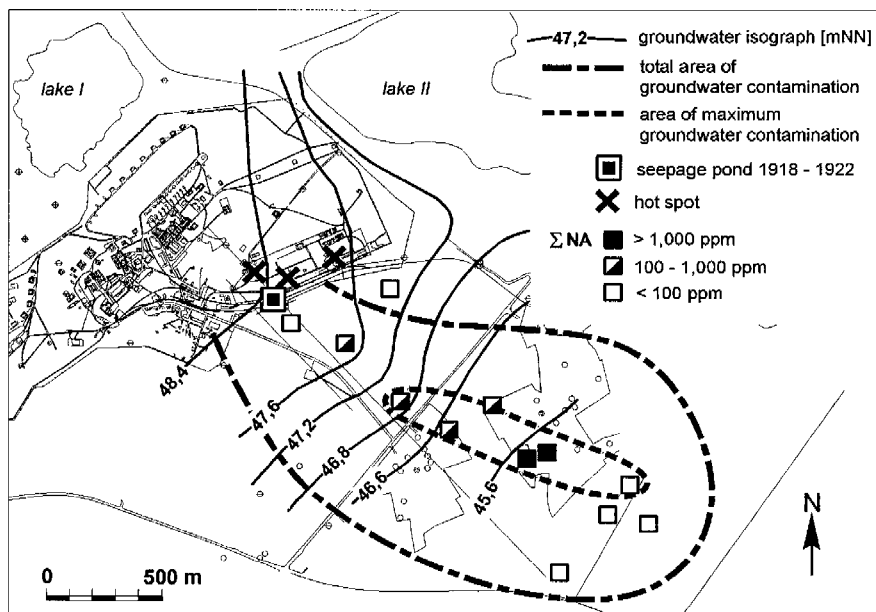 lake I
lake II
47,2 groundwater isograph [mNN]
total area of
groundwater contamination
area of maximum
groundwater contamination
seepage pond 1918 - 1922
hot spot
ΣNA > 1,000 ppm
100 - 1,000 ppm
< 100 ppm
48,4
47,6
47,2
46,8
46,6
45,6
0 500 m
N